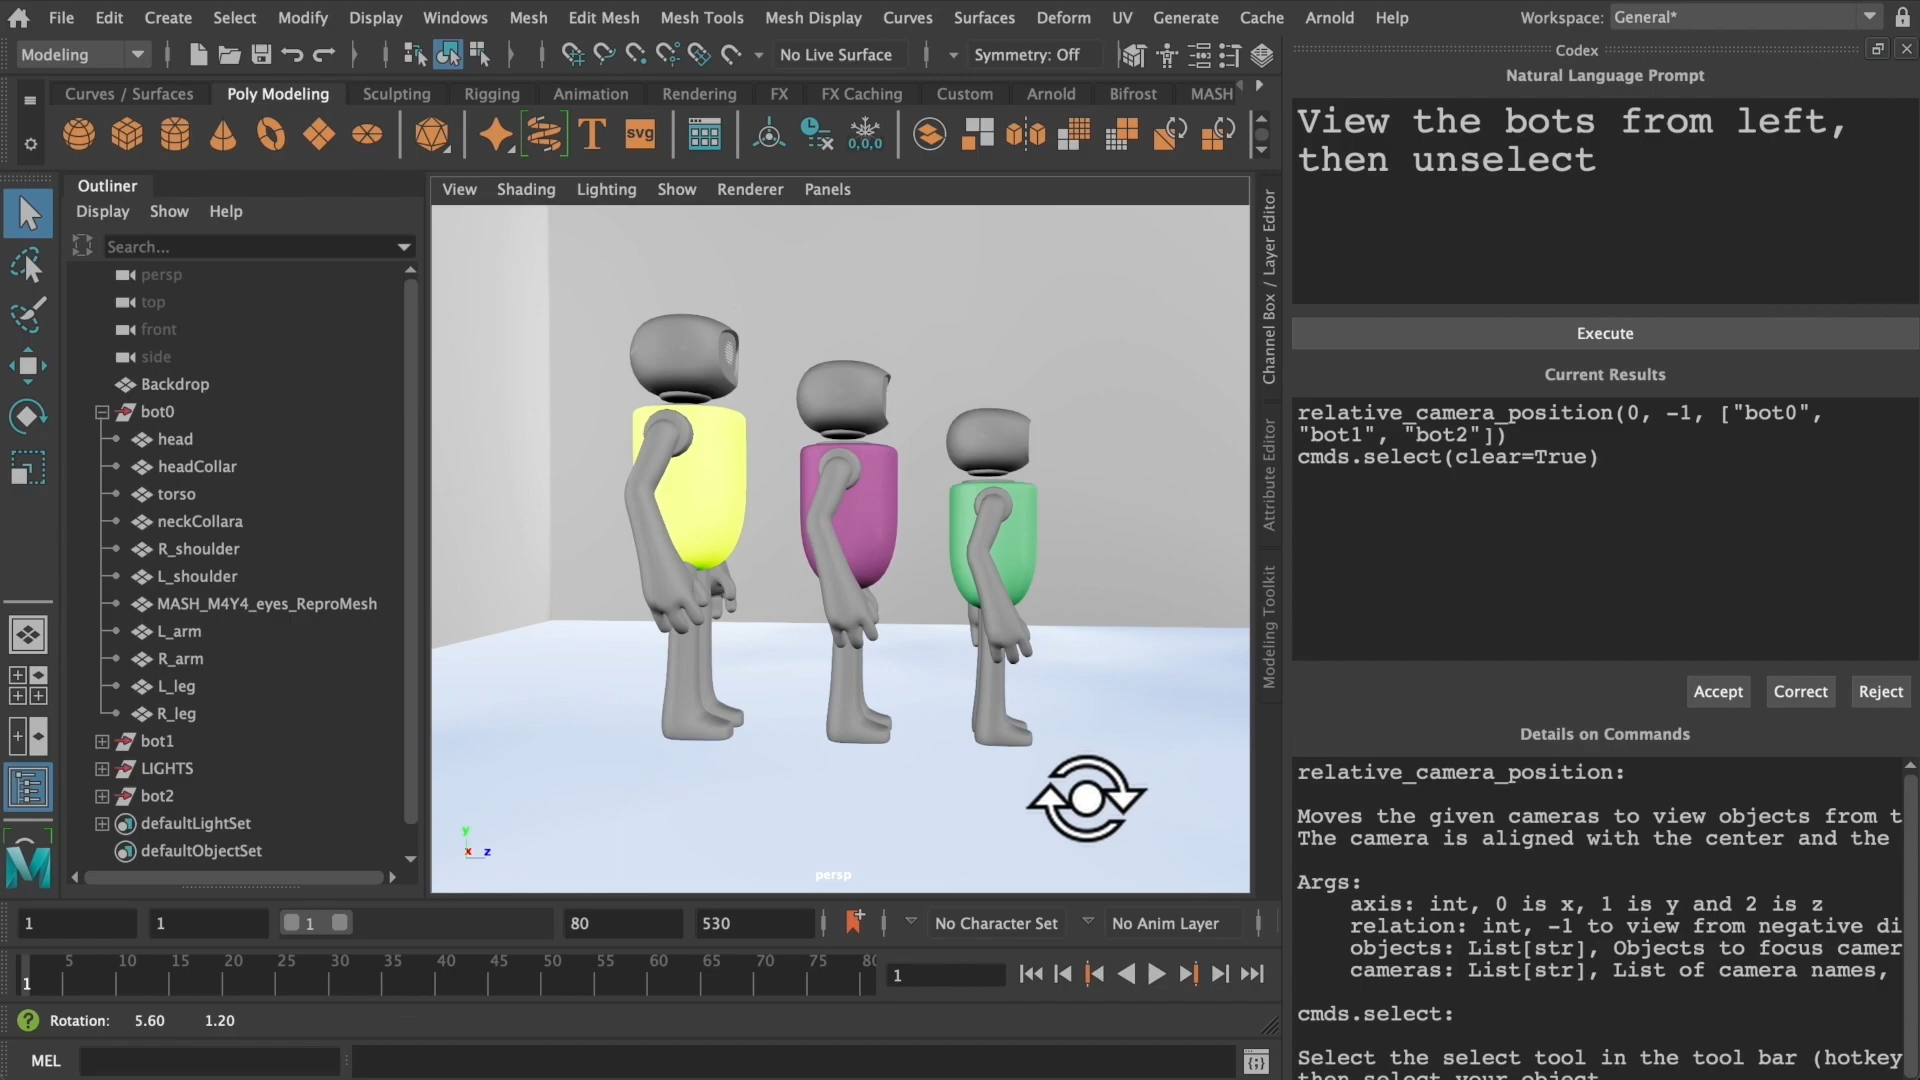 File Edit Create Select Modify Display Windows Mesh Edit Mesh Mesh Tools Mesh Display Curves Surfaces Deform UV Generate Cache Arnold Help Workspace: General*
Modeling No Live Surface Symmetry: Off
Curves / Surfaces Poly Modeling Sculpting Rigging Animation Rendering FX FX Caching Custom Arnold Bifrost MASH
svg 0,0,0
Outliner
Display Show Help
Search...
persp
top
front
side
Backdrop
bot0
head
headCollar
torso
neckCollara
R_shoulder
L_shoulder
MASH_M4Y4_eyes_ReproMesh
L_arm
R_arm
L_leg
R_leg
bot1
LIGHTS
bot2
defaultLightSet
defaultObjectSet
View Shading Lighting Show Renderer Panels
y
x z
persp
Channel Box / Layer Editor
Attribute Editor
Modeling Toolkit
Codex
Natural Language Prompt
View the bots from left,
then unselect
Execute
Current Results
relative_camera_position(0, -1, ["bot0",
"bot1", "bot2"])
cmds.select(clear=True)
Accept Correct Reject
Details on Commands
relative_camera_position:
Moves the given cameras to view objects from t
The camera is aligned with the center and the
Args:
axis: int, 0 is x, 1 is y and 2 is z
relation: int, -1 to view from negative di
objects: List[str], Objects to focus camer
cameras: List[str], List of camera names,
cmds.select:
Select the select tool in the tool bar (hotkey
then select your object
1 1 1 80 530 No Character Set No Anim Layer
5 10 15 20 25 30 35 40 45 50 55 60 65 70 75 80
1 1
Rotation: 5.60 1.20
MEL